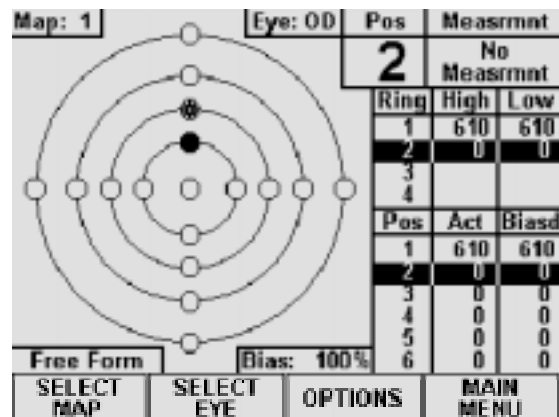 Map: 1
Eye: OD
Pos
Measrmnt
2
No
Measrmnt
Ring High Low
1 610 610
2 0 0
3
4
Pos Act Biasd
1 610 610
2 0 0
3 0 0
4 0 0
5 0 0
6 0 0
Free Form
Bias: 100%
SELECT
MAP
SELECT
EYE
OPTIONS
MAIN
MENU